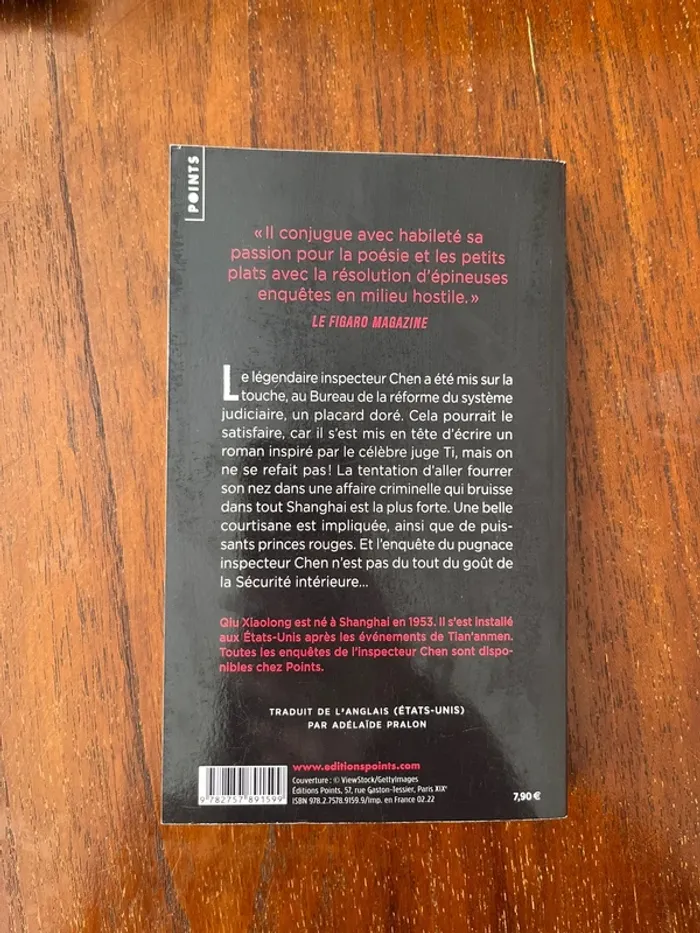 POINTS
« Il conjugue avec habileté sa
passion pour la poésie et les petits
plats avec la résolution d'épineuses
enquêtes en milieu hostile. »
LE FIGARO MAGAZINE
Le légendaire inspecteur Chen a été mis sur la
touche, au Bureau de la réforme du système
judiciaire, un placard doré. Cela pourrait le
satisfaire, car il s'est mis en tête d'écrire un
roman inspiré par le célèbre juge Ti, mais on
ne se refait pas ! La tentation d'aller fourrer
son nez dans une affaire criminelle qui bruisse
dans tout Shanghai est la plus forte. Une belle
courtisane est impliquée, ainsi que de puis-
sants princes rouges. Et l'enquête du pugnace
inspecteur Chen n'est pas du tout du goût de
la Sécurité intérieure...
Qiu Xiaolong est né à Shanghai en 1953. Il s'est installé
aux États-Unis après les événements de Tian'anmen.
Toutes les enquêtes de l'inspecteur Chen sont dispo-
nibles chez Points.
TRADUIT DE L'ANGLAIS (ÉTATS-UNIS)
PAR ADÉLAÏDE PRALON
www.editionspoints.com
Couverture : © ViewStock/GettyImages
Éditions Points, 57, rue Gaston-Tessier, Paris XIXe
ISBN 978.2.7578.9159.9/Imp. en France 02.22
9 782757 891599
7,90 €